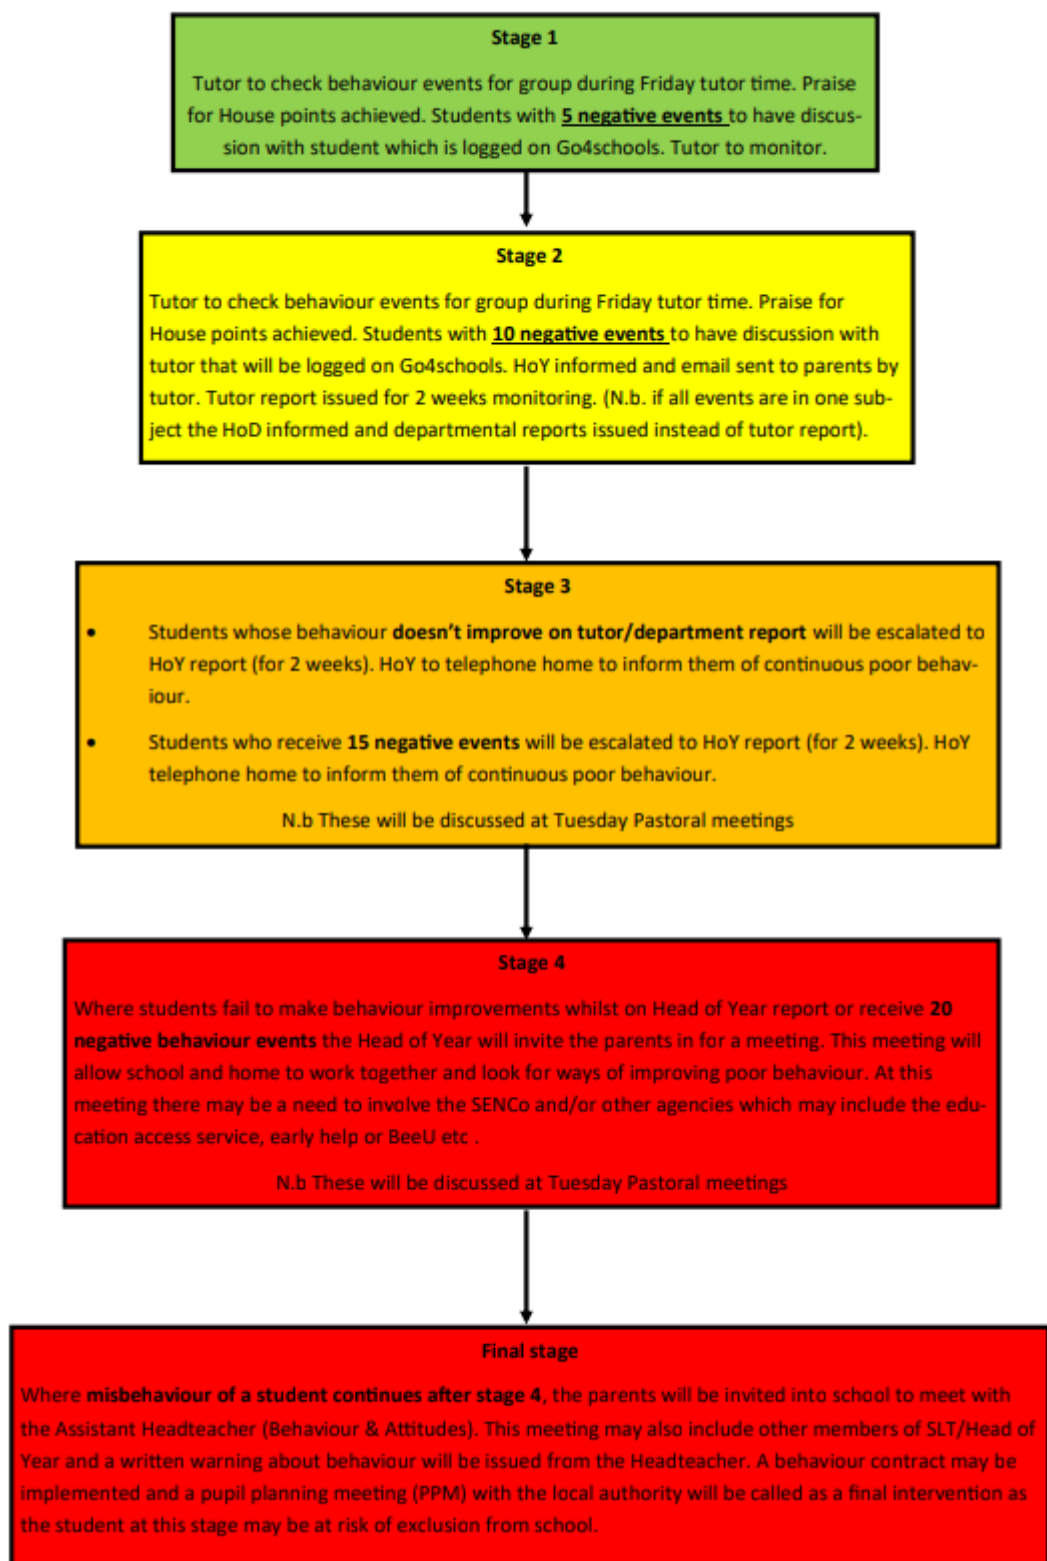 Stage 1
Tutor to check behaviour events for group during Friday tutor time. Praise
for House points achieved. Students with 5 negative events to have discus-
sion with student which is logged on Go4schools. Tutor to monitor.
Stage 2
Tutor to check behaviour events for group during Friday tutor time. Praise for
House points achieved. Students with 10 negative events to have discussion with
tutor that will be logged on Go4schools. HoY informed and email sent to parents by
tutor. Tutor report issued for 2 weeks monitoring. (N.b. if all events are in one sub-
ject the HoD informed and departmental reports issued instead of tutor report).
Stage 3
• Students whose behaviour doesn't improve on tutor/department report will be escalated to
HoY report (for 2 weeks). HoY to telephone home to inform them of continuous poor behav-
iour.
• Students who receive 15 negative events will be escalated to HoY report (for 2 weeks). HoY
telephone home to inform them of continuous poor behaviour.
N.b These will be discussed at Tuesday Pastoral meetings
Stage 4
Where students fail to make behaviour improvements whilst on Head of Year report or receive 20
negative behaviour events the Head of Year will invite the parents in for a meeting. This meeting will
allow school and home to work together and look for ways of improving poor behaviour. At this
meeting there may be a need to involve the SENCo and/or other agencies which may include the edu-
cation access service, early help or BeeU etc .
N.b These will be discussed at Tuesday Pastoral meetings
Final stage
Where misbehaviour of a student continues after stage 4, the parents will be invited into school to meet with
the Assistant Headteacher (Behaviour & Attitudes). This meeting may also include other members of SLT/Head of
Year and a written warning about behaviour will be issued from the Headteacher. A behaviour contract may be
implemented and a pupil planning meeting (PPM) with the local authority will be called as a final intervention as
the student at this stage may be at risk of exclusion from school.